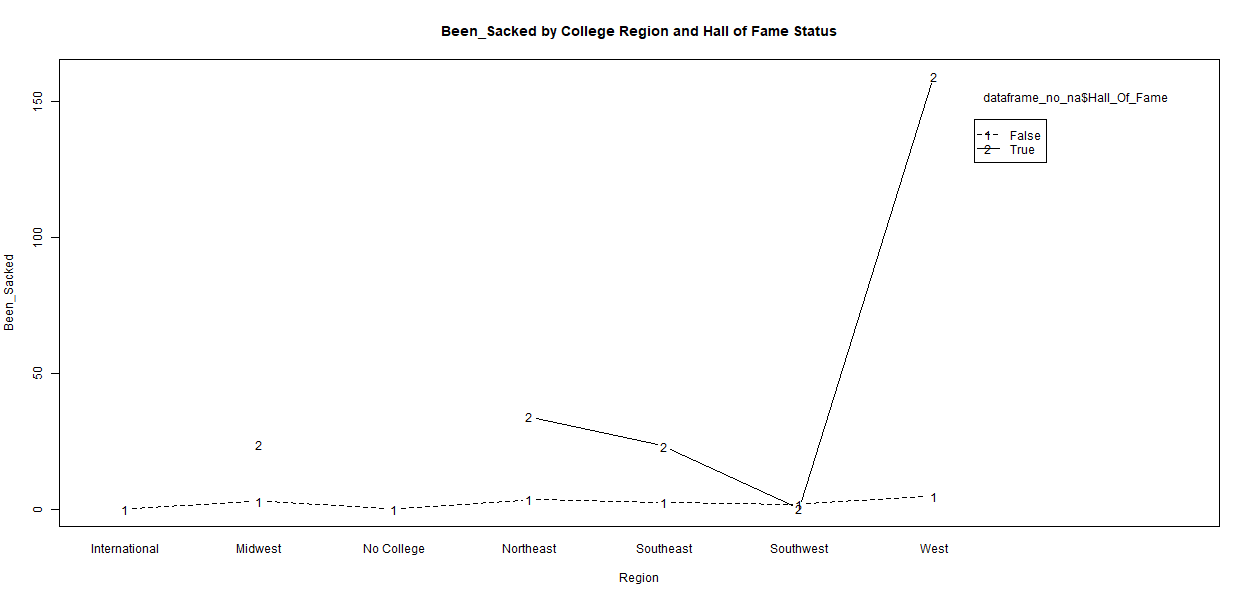 Been_Sacked by College Region and Hall of Fame Status
dataframe_no_na$Hall_Of_Fame
1 False
2 True
Been_Sacked
150
100
50
0
2
2
2
2
2
1
1
1
1
1
1
1
International Midwest No College Northeast Southeast Southwest West
Region